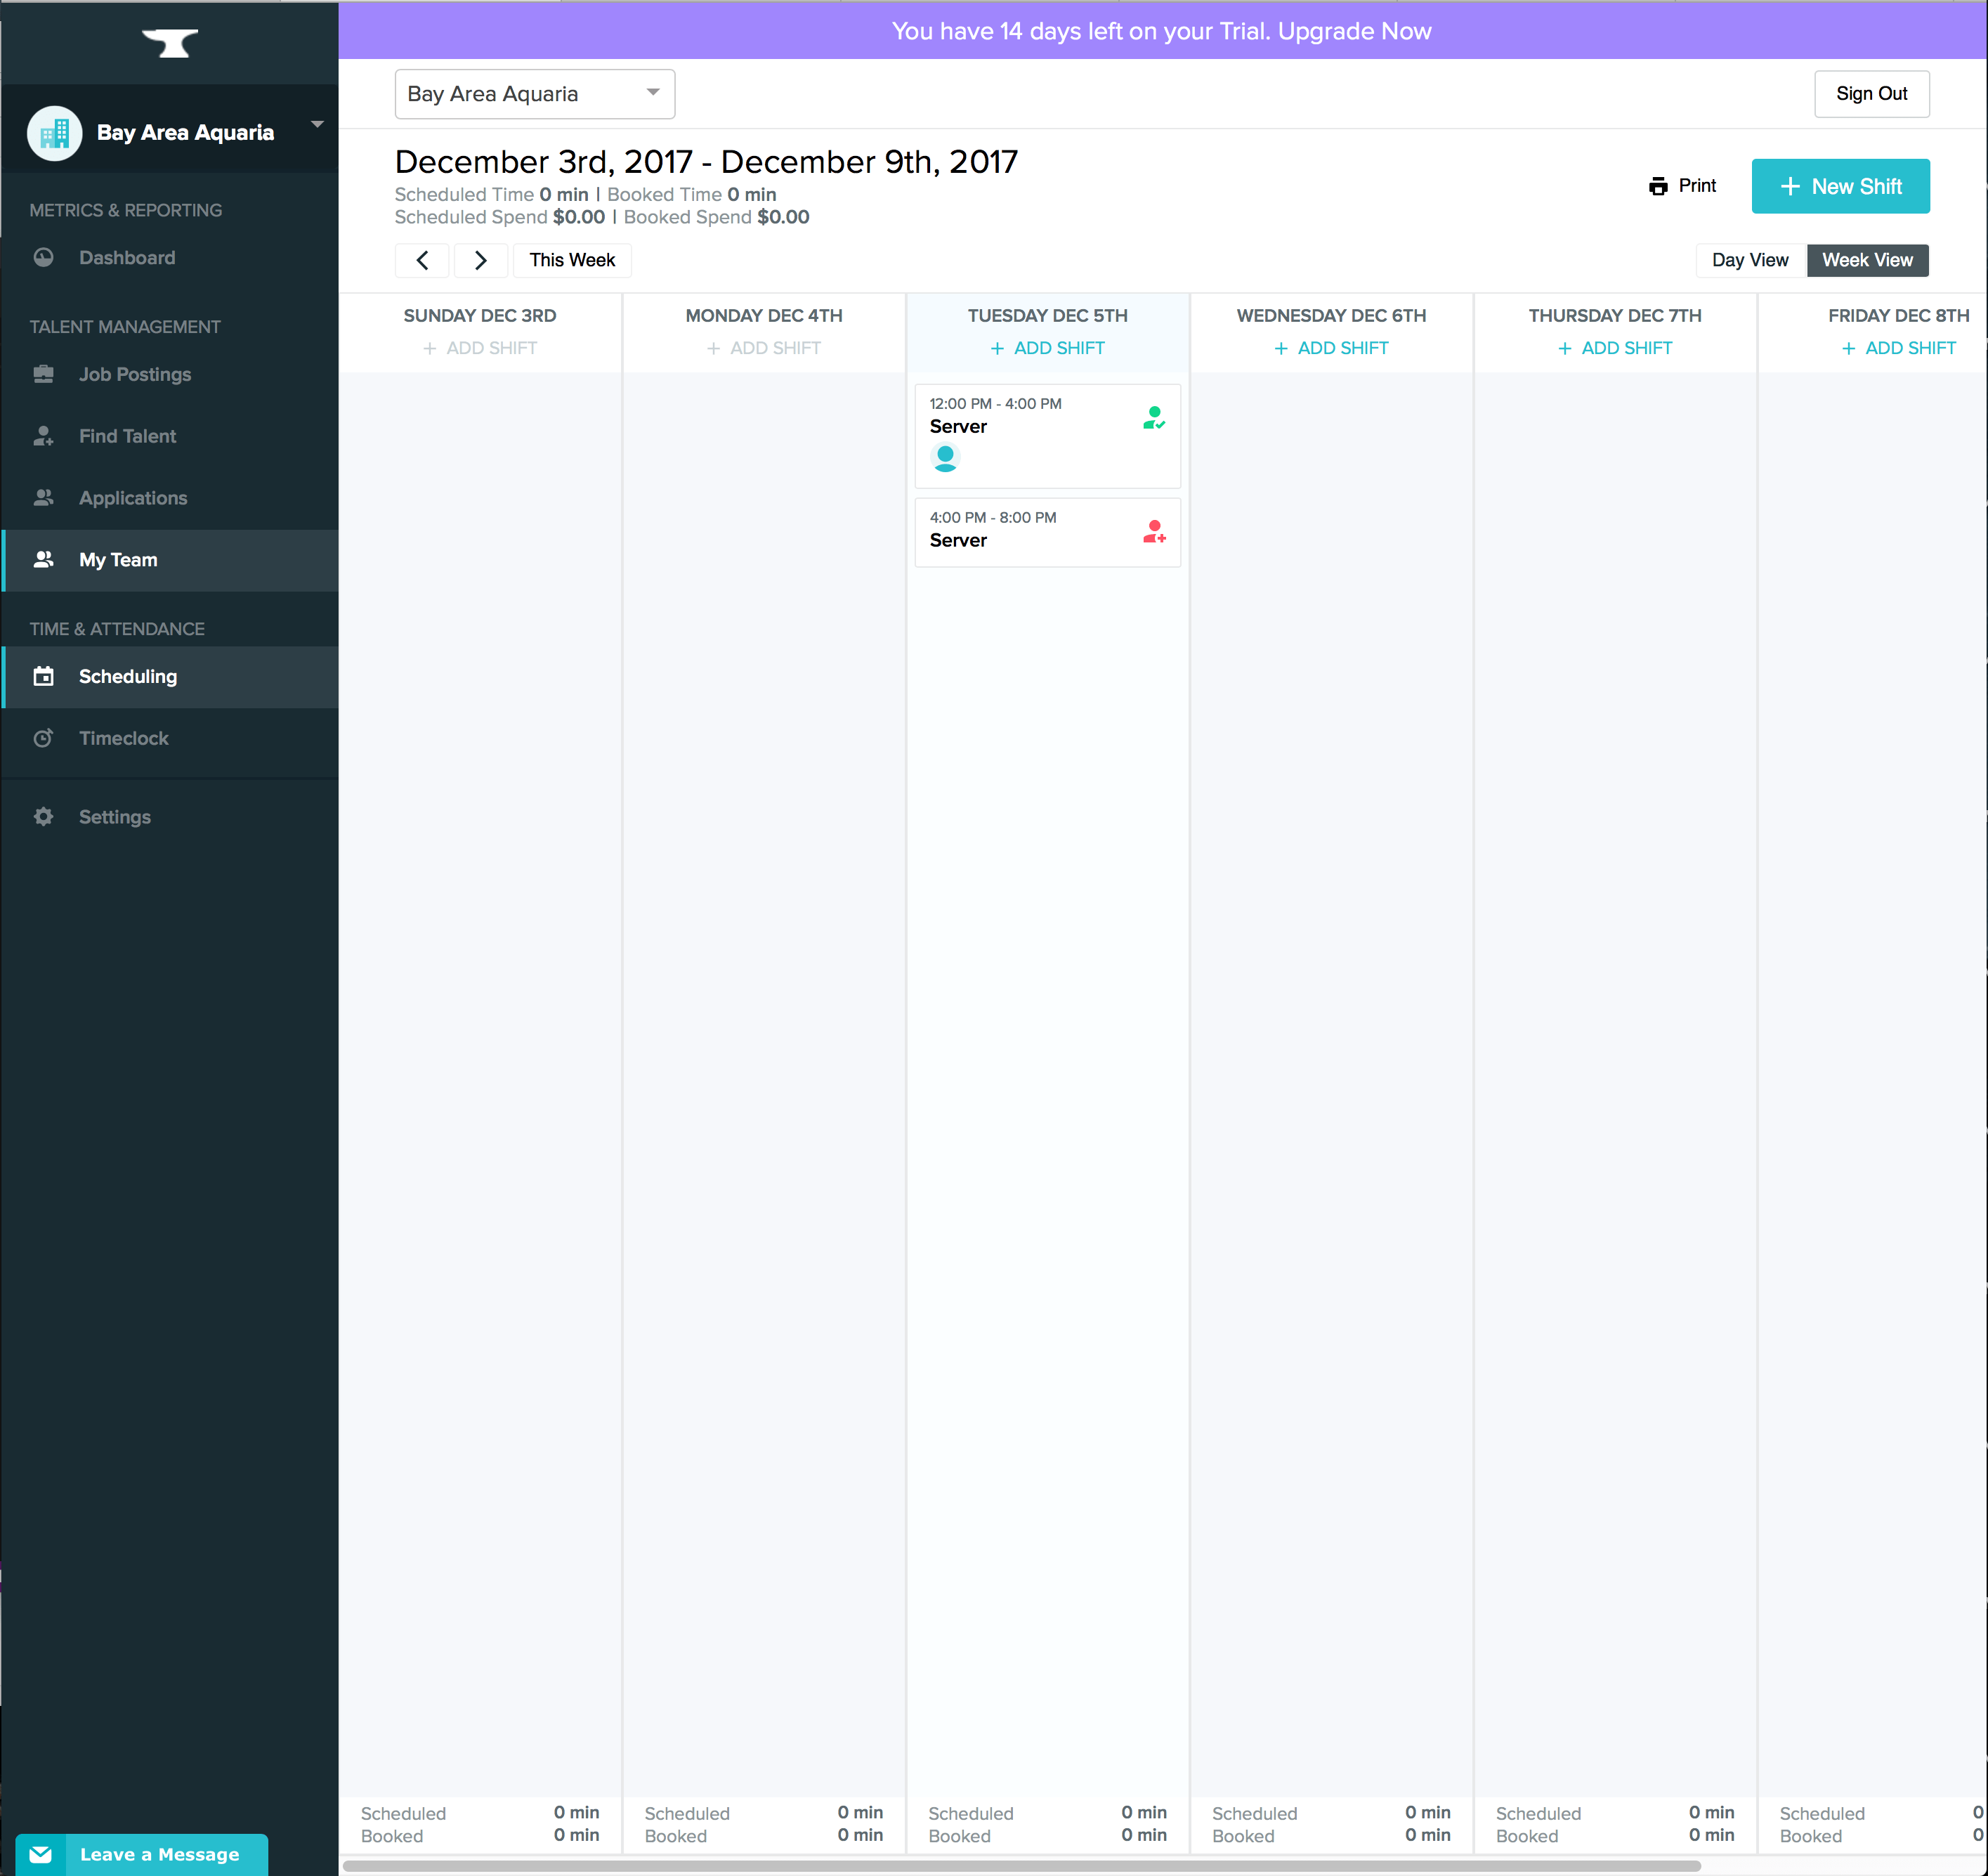 You have 14 days left on your Trial. Upgrade Now
Bay Area Aquaria
Sign Out
Bay Area Aquaria
METRICS & REPORTING
Dashboard
TALENT MANAGEMENT
Job Postings
Find Talent
Applications
My Team
TIME & ATTENDANCE
Scheduling
Timeclock
Settings
Leave a Message
December 3rd, 2017 - December 9th, 2017
Scheduled Time 0 min | Booked Time 0 min
Scheduled Spend $0.00 | Booked Spend $0.00
Print
+ New Shift
This Week
Day View
Week View
SUNDAY DEC 3RD
+ ADD SHIFT
MONDAY DEC 4TH
+ ADD SHIFT
TUESDAY DEC 5TH
+ ADD SHIFT
WEDNESDAY DEC 6TH
+ ADD SHIFT
THURSDAY DEC 7TH
+ ADD SHIFT
FRIDAY DEC 8TH
+ ADD SHIFT
12:00 PM - 4:00 PM
Server
4:00 PM - 8:00 PM
Server
Scheduled 0 min
Booked 0 min
Scheduled 0 min
Booked 0 min
Scheduled 0 min
Booked 0 min
Scheduled 0 min
Booked 0 min
Scheduled 0 min
Booked 0 min
Scheduled 0
Booked 0